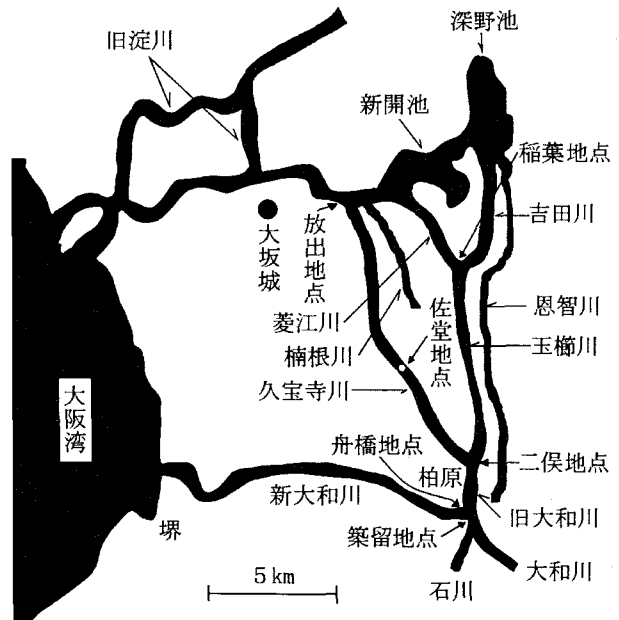 深野池
旧淀川
新開池
稲葉地点
吉田川
放出地点
大坂城
菱江川
楠根川
佐堂地点
恩智川
玉櫛川
久宝寺川
大阪湾
舟橋地点
柏原
二俣地点
新大和川
旧大和川
築留地点
堺
5km
石川
大和川